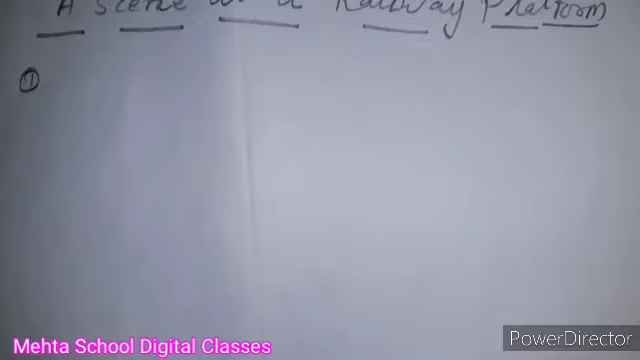 A Scene at a Railway Platform
①
Mehta School Digital Classes
PowerDirector